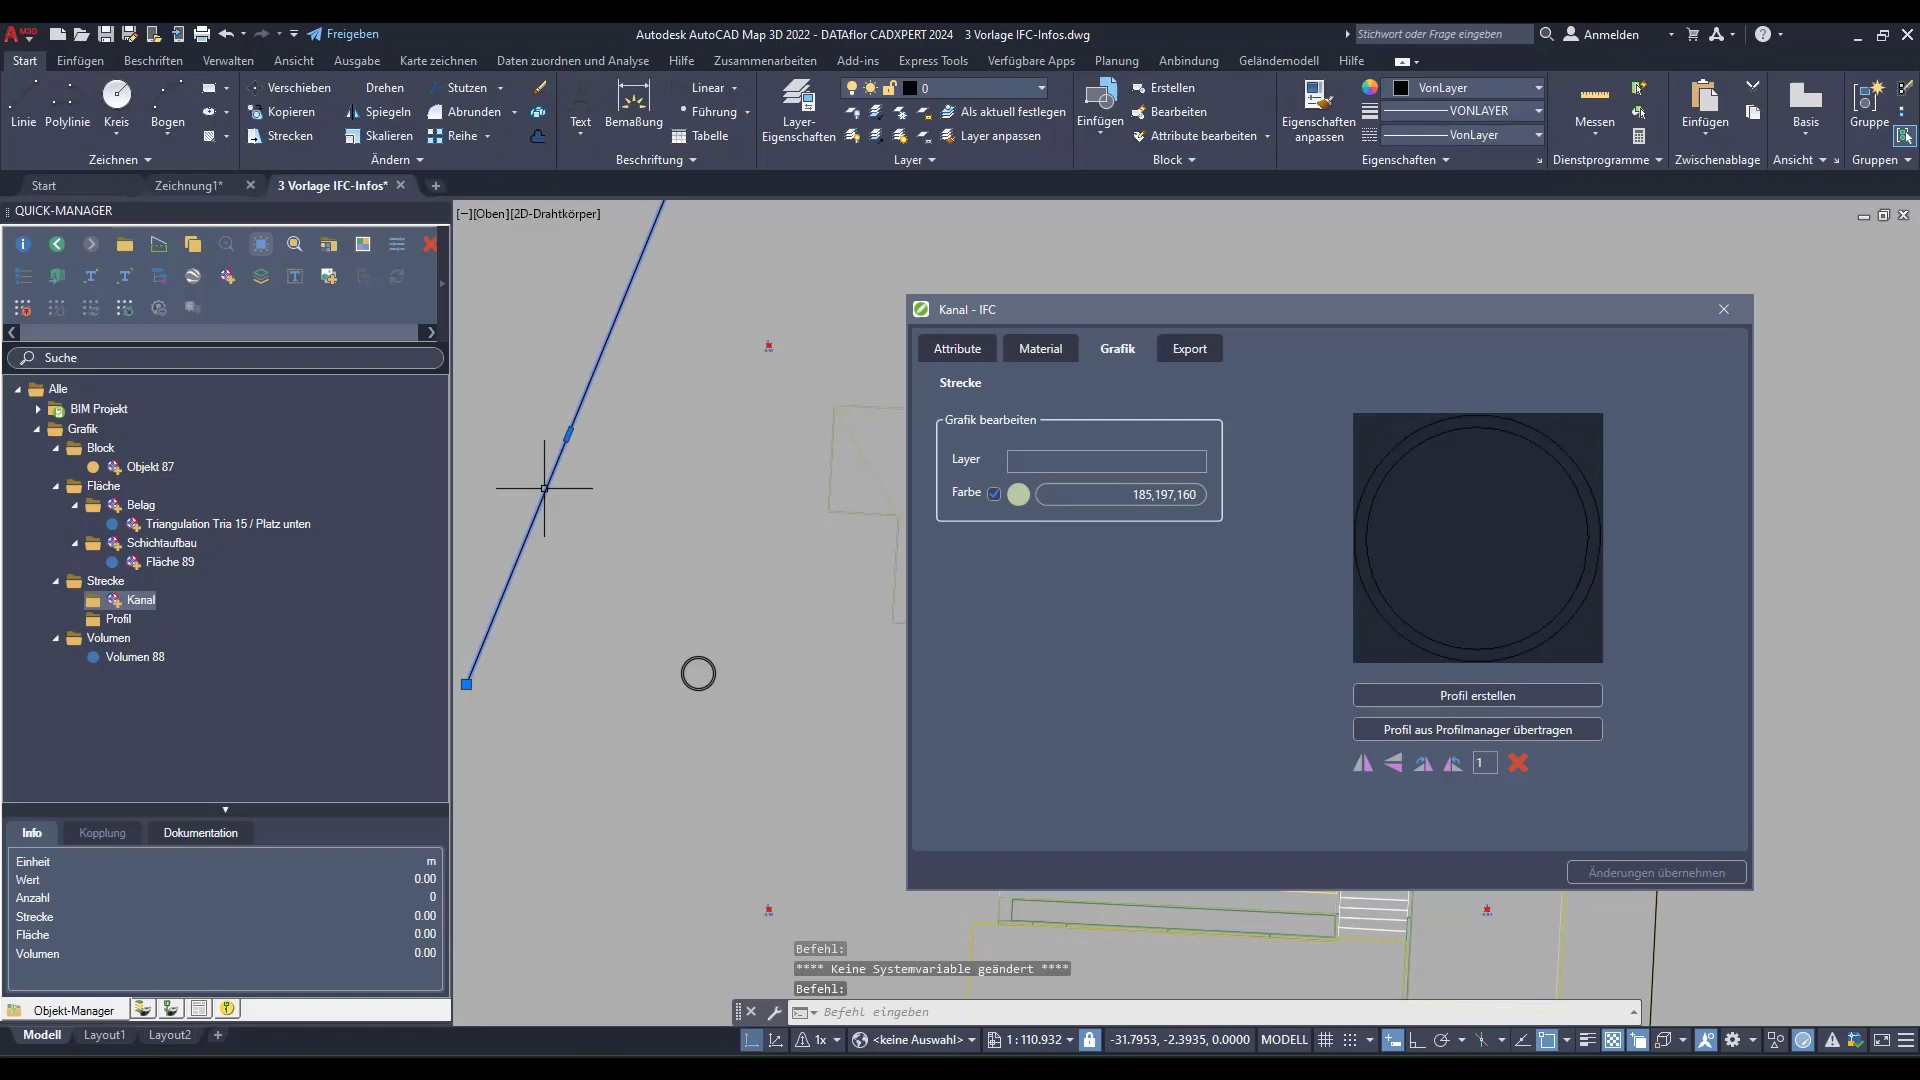 M3D
Freigeben
Autodesk AutoCAD Map 3D 2022 - DATAflor CADXPERT 2024    3 Vorlage IFC-Infos.dwg
Stichwort oder Frage eingeben
Anmelden
Start Einfügen Beschriften Verwalten Ansicht Ausgabe Karte zeichnen Daten zuordnen und Analyse Hilfe Zusammenarbeiten Add-ins Express Tools Verfügbare Apps Planung Anbindung Geländemodell Hilfe
Linie Polylinie Kreis Bogen
Zeichnen
Verschieben Drehen Stutzen
Kopieren Spiegeln Abrunden
Strecken Skalieren Reihe
Ändern
Text Bemaßung
Linear
Führung
Tabelle
Beschriftung
Layer-
Eigenschaften
0
Als aktuell festlegen
Layer anpassen
Layer
Einfügen
Erstellen
Bearbeiten
Attribute bearbeiten
Block
Eigenschaften
anpassen
VonLayer
VONLAYER
VonLayer
Eigenschaften
Messen
Dienstprogramme
Einfügen
Zwischenablage
Basis
Ansicht
Gruppe
Gruppen
Start
Zeichnung1*
3 Vorlage IFC-Infos*
QUICK-MANAGER
Suche
Alle
BIM Projekt
Grafik
Block
Objekt 87
Fläche
Belag
Triangulation Tria 15 / Platz unten
Schichtaufbau
Fläche 89
Strecke
Kanal
Profil
Volumen
Volumen 88
Info Kopplung Dokumentation
Einheit m
Wert 0.00
Anzahl 0
Strecke 0.00
Fläche 0.00
Volumen 0.00
Objekt-Manager
[−][Oben][2D-Drahtkörper]
Kanal - IFC
Attribute Material Grafik Export
Strecke
Grafik bearbeiten
Layer
Farbe 185,197,160
Profil erstellen
Profil aus Profilmanager übertragen
1
Änderungen übernehmen
Befehl:
**** Keine Systemvariable geändert ****
Befehl:
Befehl eingeben
Modell Layout1 Layout2
1x
<keine Auswahl>
1 : 110.932
-31.7953, -2.3935, 0.0000
MODELL